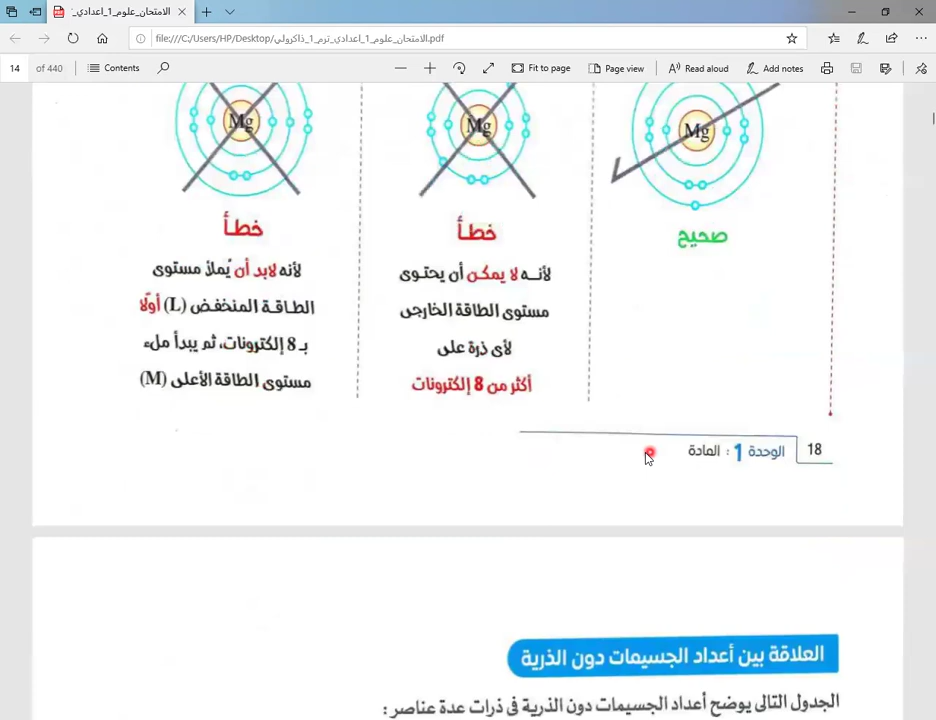 الامتحان_علوم_1_اعدادي_ت
file:///C:/Users/HP/Desktop/الامتحان_علوم_1_اعدادي_ترم_1_ذاكرولي.pdf
14 of 440 Contents Fit to page Page view Read aloud Add notes
Mg Mg Mg
صحيح
خطأ
لأنه لا يمكن أن يحتوى
مستوى الطاقة الخارجى
لأى ذرة على
أكثر من 8 إلكترونات
خطأ
لأنه لابد أن يُملأ مستوى
الطاقة المنخفض (L) أولًا
بـ 8 إلكترونات، ثم يبدأ ملء
مستوى الطاقة الأعلى (M)
18 الوحدة 1 : المادة
العلاقة بين أعداد الجسيمات دون الذرية
الجدول التالى يوضح أعداد الجسيمات دون الذرية فى ذرات عدة عناصر :